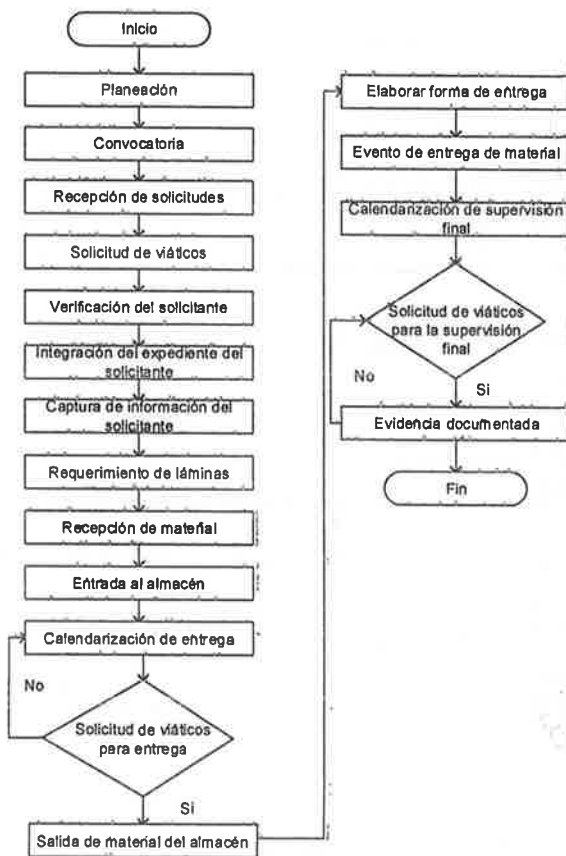 Inicio
Planeación
Convocatoria
Recepción de solicitudes
Solicitud de viáticos
Verificación del solicitante
Integración del expediente del
solicitante
Captura de información del
solicitante
Requerimiento de láminas
Recepción de material
Entrada al almacén
Calendarización de entrega
No
Solicitud de viáticos
para entrega
Si
Salida de material del almacén
Elaborar forma de entrega
Evento de entrega de material
Calendarización de supervisión
final
Solicitud de viáticos
para la supervisión
final
No
Si
Evidencia documentada
Fin